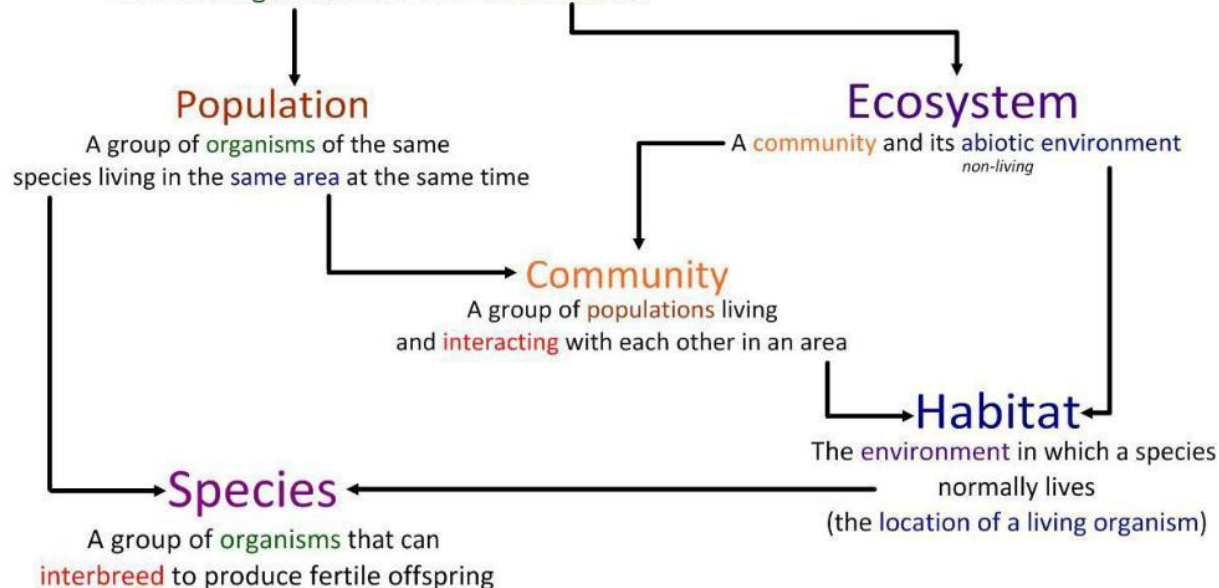 Population
A group of organisms of the same
species living in the same area at the same time
Ecosystem
A community and its abiotic environment
non-living
Community
A group of populations living
and interacting with each other in an area
Habitat
The environment in which a species
normally lives
(the location of a living organism)
Species
A group of organisms that can
interbreed to produce fertile offspring